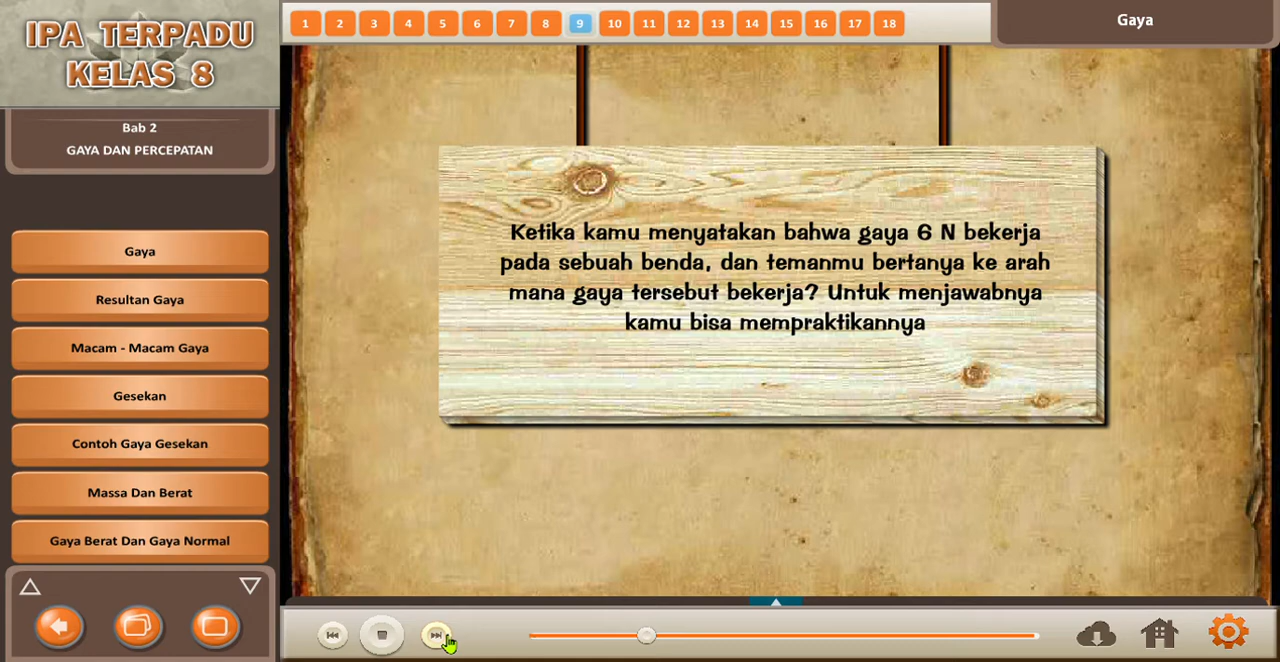 IPA TERPADU
KELAS 8
1 2 3 4 5 6 7 8 9 10 11 12 13 14 15 16 17 18
Gaya
Bab 2
GAYA DAN PERCEPATAN
Gaya
Resultan Gaya
Macam - Macam Gaya
Gesekan
Contoh Gaya Gesekan
Massa Dan Berat
Gaya Berat Dan Gaya Normal
Ketika kamu menyatakan bahwa gaya 6 N bekerja
pada sebuah benda, dan temanmu bertanya ke arah
mana gaya tersebut bekerja? Untuk menjawabnya
kamu bisa mempraktikannya